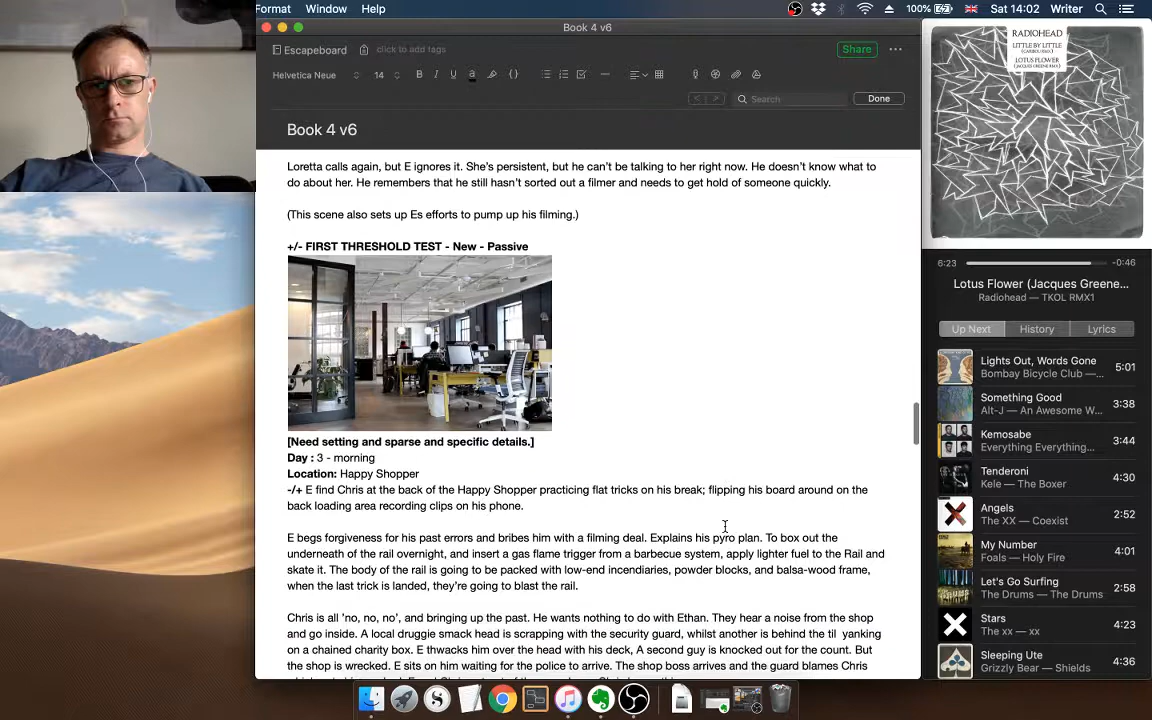 Format Window Help
100% Sat 14:02 Writer
Book 4 v6
Escapeboard click to add tags
Share
Helvetica Neue 14 B I U a
Search Done
Book 4 v6
Loretta calls again, but E ignores it. She's persistent, but he can't be talking to her right now. He doesn't know what to
do about her. He remembers that he still hasn't sorted out a filmer and needs to get hold of someone quickly.
(This scene also sets up Es efforts to pump up his filming.)
+/- FIRST THRESHOLD TEST - New - Passive
[Need setting and sparse and specific details.]
Day : 3 - morning
Location: Happy Shopper
-/+ E find Chris at the back of the Happy Shopper practicing flat tricks on his break; flipping his board around on the
back loading area recording clips on his phone.
E begs forgiveness for his past errors and bribes him with a filming deal. Explains his pyro plan. To box out the
underneath of the rail overnight, and insert a gas flame trigger from a barbecue system, apply lighter fuel to the Rail and
skate it. The body of the rail is going to be packed with low-end incendiaries, powder blocks, and balsa-wood frame,
when the last trick is landed, they're going to blast the rail.
Chris is all 'no, no, no', and bringing up the past. He wants nothing to do with Ethan. They hear a noise from the shop
and go inside. A local druggie smack head is scrapping with the security guard, whilst another is behind the til yanking
on a chained charity box. E thwacks him over the head with his deck, A second guy is knocked out for the count. But
the shop is wrecked. E sits on him waiting for the police to arrive. The shop boss arrives and the guard blames Chris
RADIOHEAD
LITTLE BY LITTLE
(CARIBOU RMX)
LOTUS FLOWER
(JACQUES GREENE RMX)
6:23 -0:46
Lotus Flower (Jacques Greene...
Radiohead — TKOL RMX1
Up Next History Lyrics
Lights Out, Words Gone
Bombay Bicycle Club —...
5:01
Something Good
Alt-J — An Awesome W...
3:38
Kemosabe
Everything Everything...
3:44
Tenderoni
Kele — The Boxer
4:30
Angels
The XX — Coexist
2:52
My Number
Foals — Holy Fire
4:01
Let's Go Surfing
The Drums — The Drums
2:58
Stars
The xx — xx
4:23
Sleeping Ute
Grizzly Bear — Shields
4:36